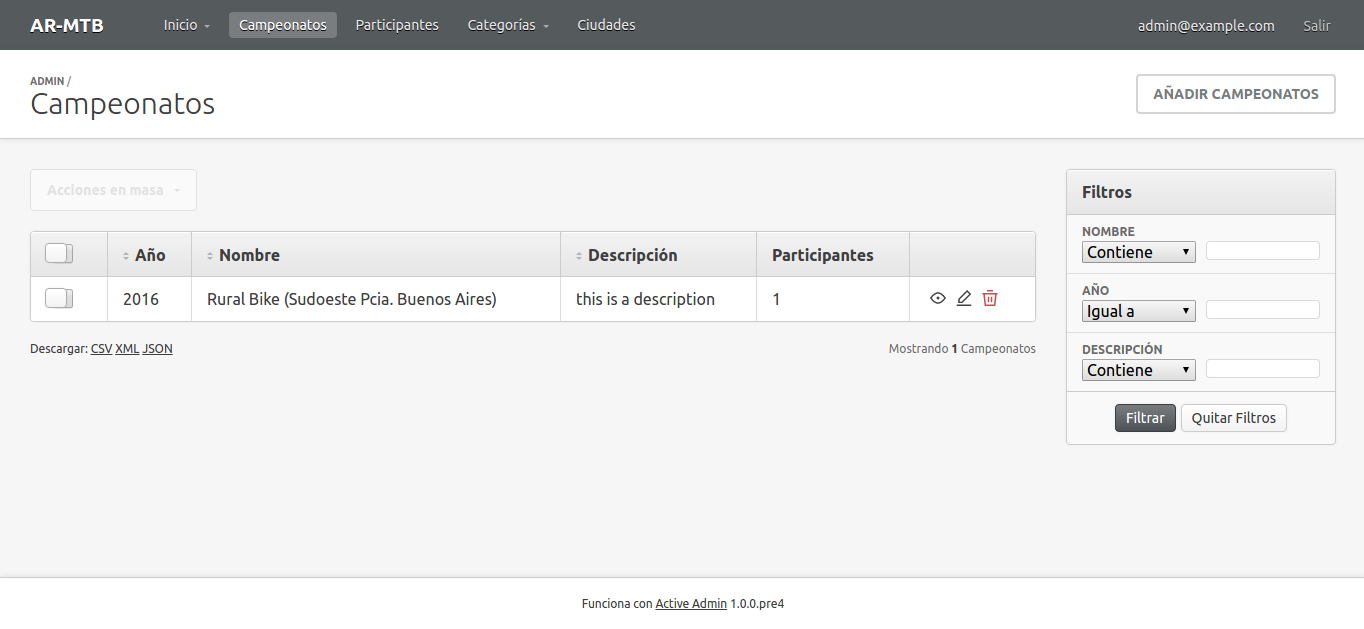 AR-MTB Inicio Campeonatos Participantes Categorías Ciudades admin@example.com Salir
ADMIN /
Campeonatos
AÑADIR CAMPEONATOS
Acciones en masa
Año Nombre Descripción Participantes
2016 Rural Bike (Sudoeste Pcia. Buenos Aires) this is a description 1
Descargar: CSV XML JSON Mostrando 1 Campeonatos
Filtros
NOMBRE
Contiene
AÑO
Igual a
DESCRIPCIÓN
Contiene
Filtrar Quitar Filtros
Funciona con Active Admin 1.0.0.pre4